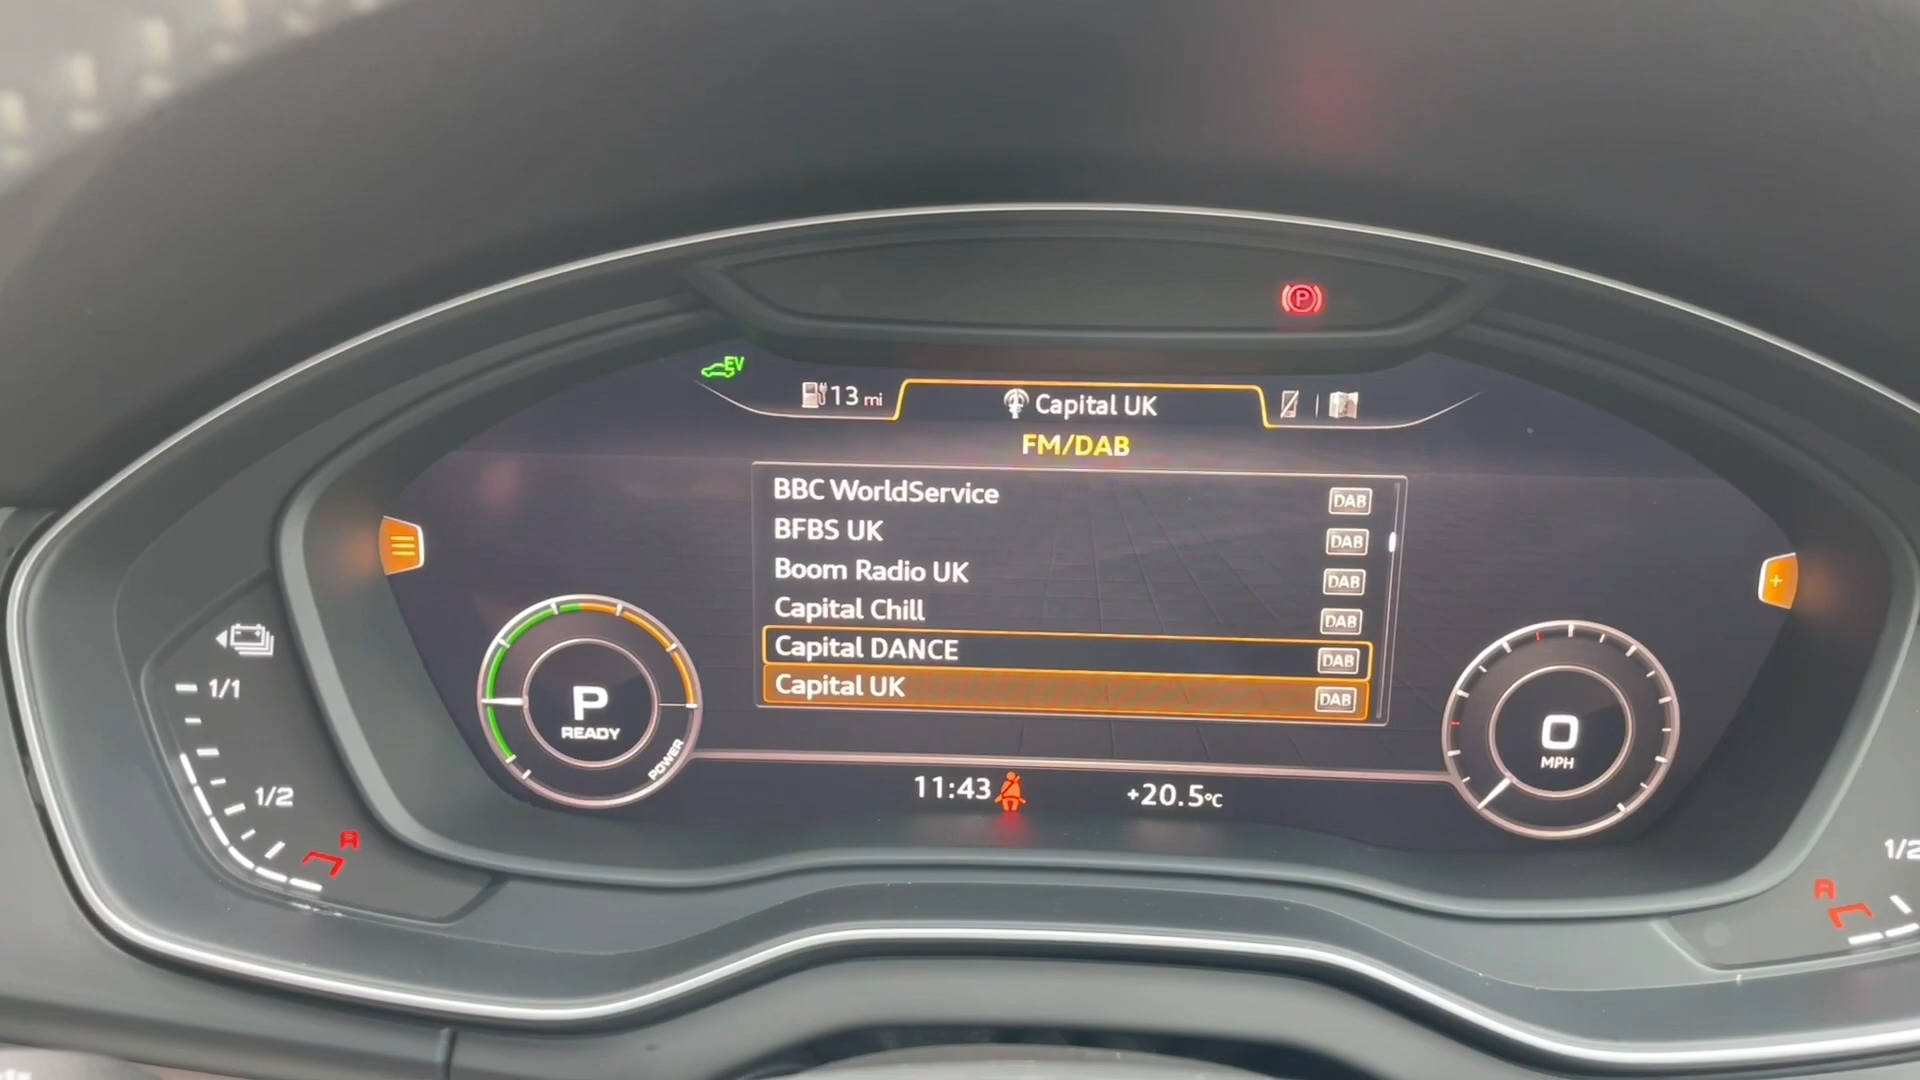 EV
13 mi
Capital UK
FM/DAB
BBC WorldService DAB
BFBS UK DAB
Boom Radio UK DAB
Capital Chill DAB
Capital DANCE DAB
Capital UK DAB
P
READY
POWER
0
MPH
11:43
+20.5°C
1/1
1/2
R
1/2
R
P